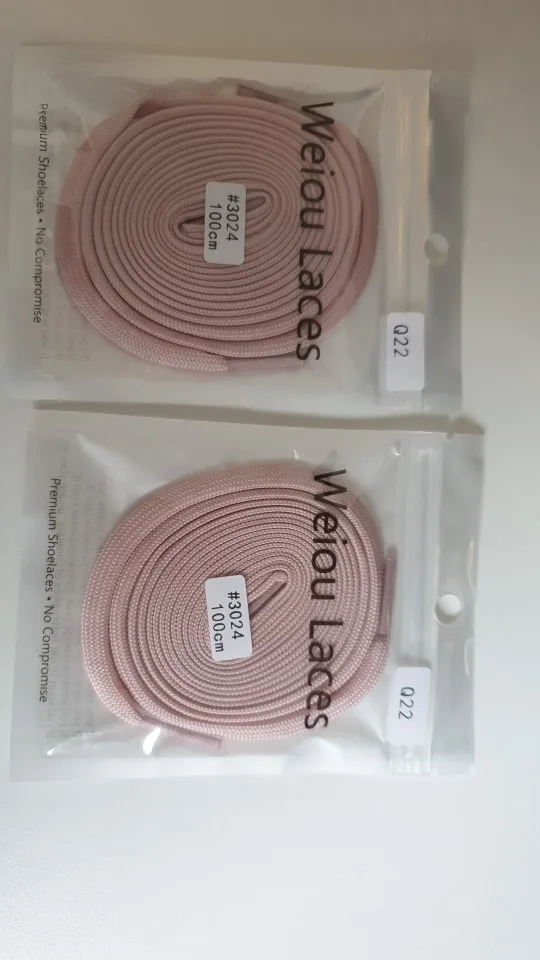 Weiou Laces
#3024
100cm
Q22
Premium Shoelaces • No Compromise
Weiou Laces
#3024
100cm
Q22
Premium Shoelaces • No Compromise